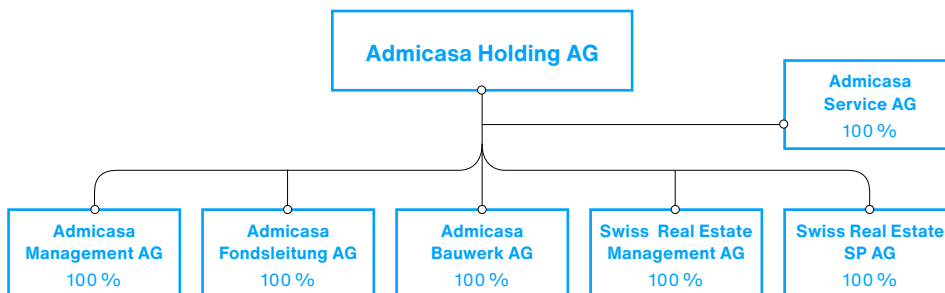 Admicasa Holding AG
Admicasa
Service AG
100 %
Admicasa
Management AG
100 %
Admicasa
Fondsleitung AG
100 %
Admicasa
Bauwerk AG
100 %
Swiss Real Estate
Management AG
100 %
Swiss Real Estate
SP AG
100 %